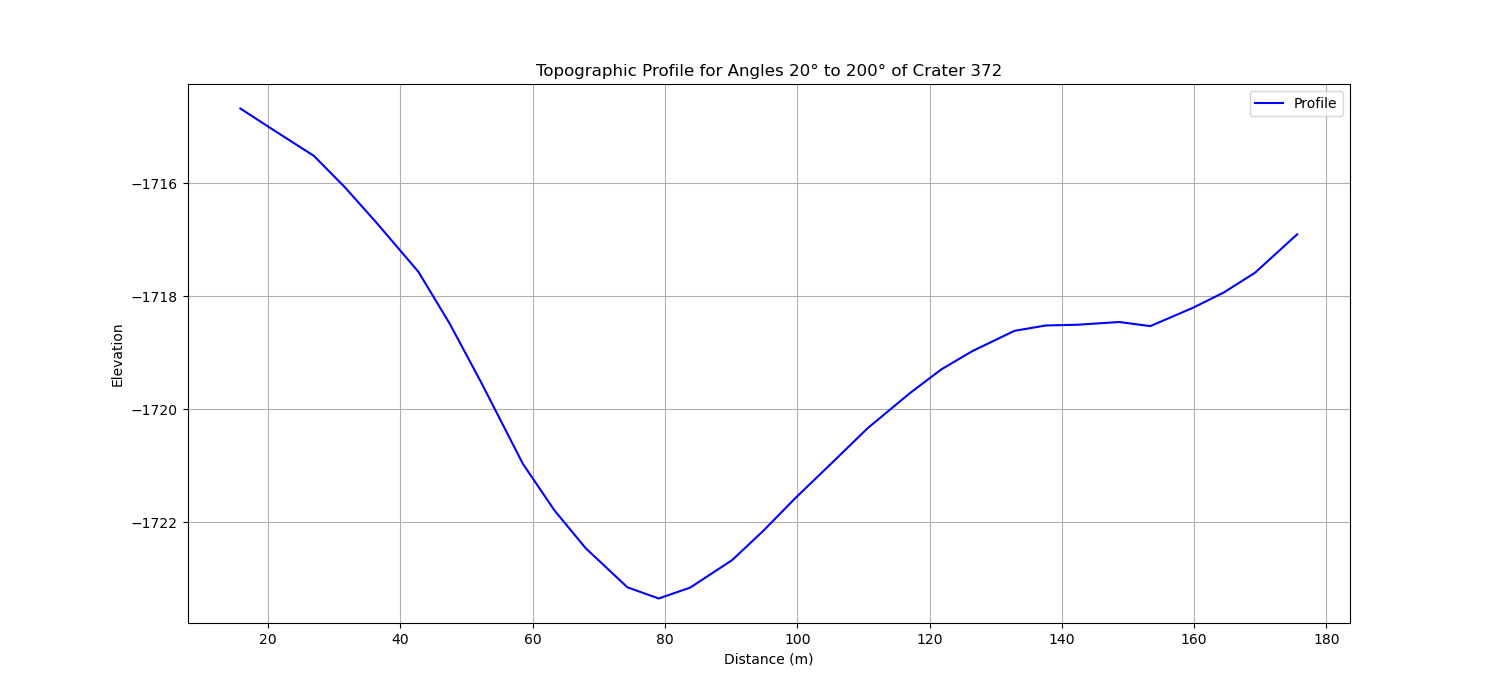 Topographic Profile for Angles 20° to 200° of Crater 372
Profile
−1716
−1718
−1720
−1722
Elevation
20 40 60 80 100 120 140 160 180
Distance (m)